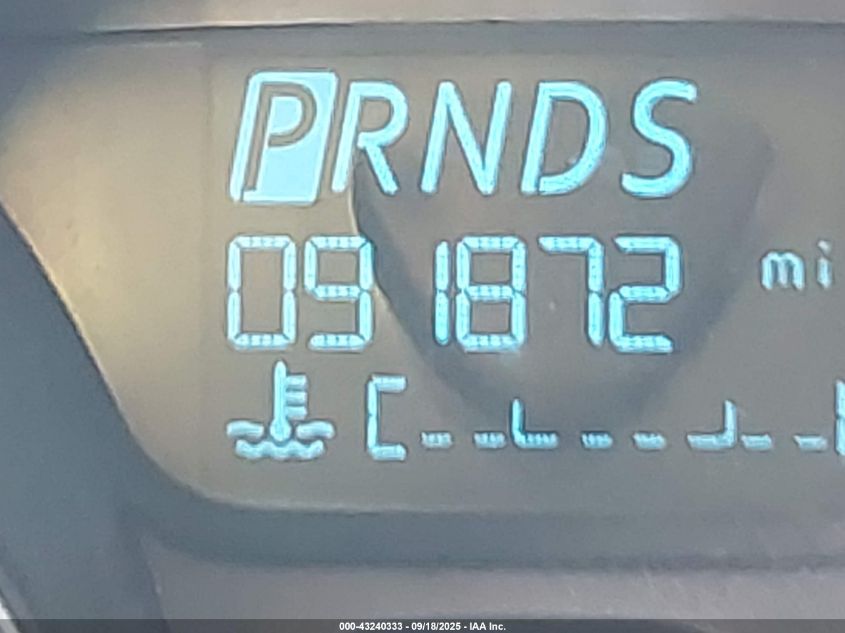 PRNDS
091872 mi
C
000-43240333 - 09/18/2025 - IAA Inc.